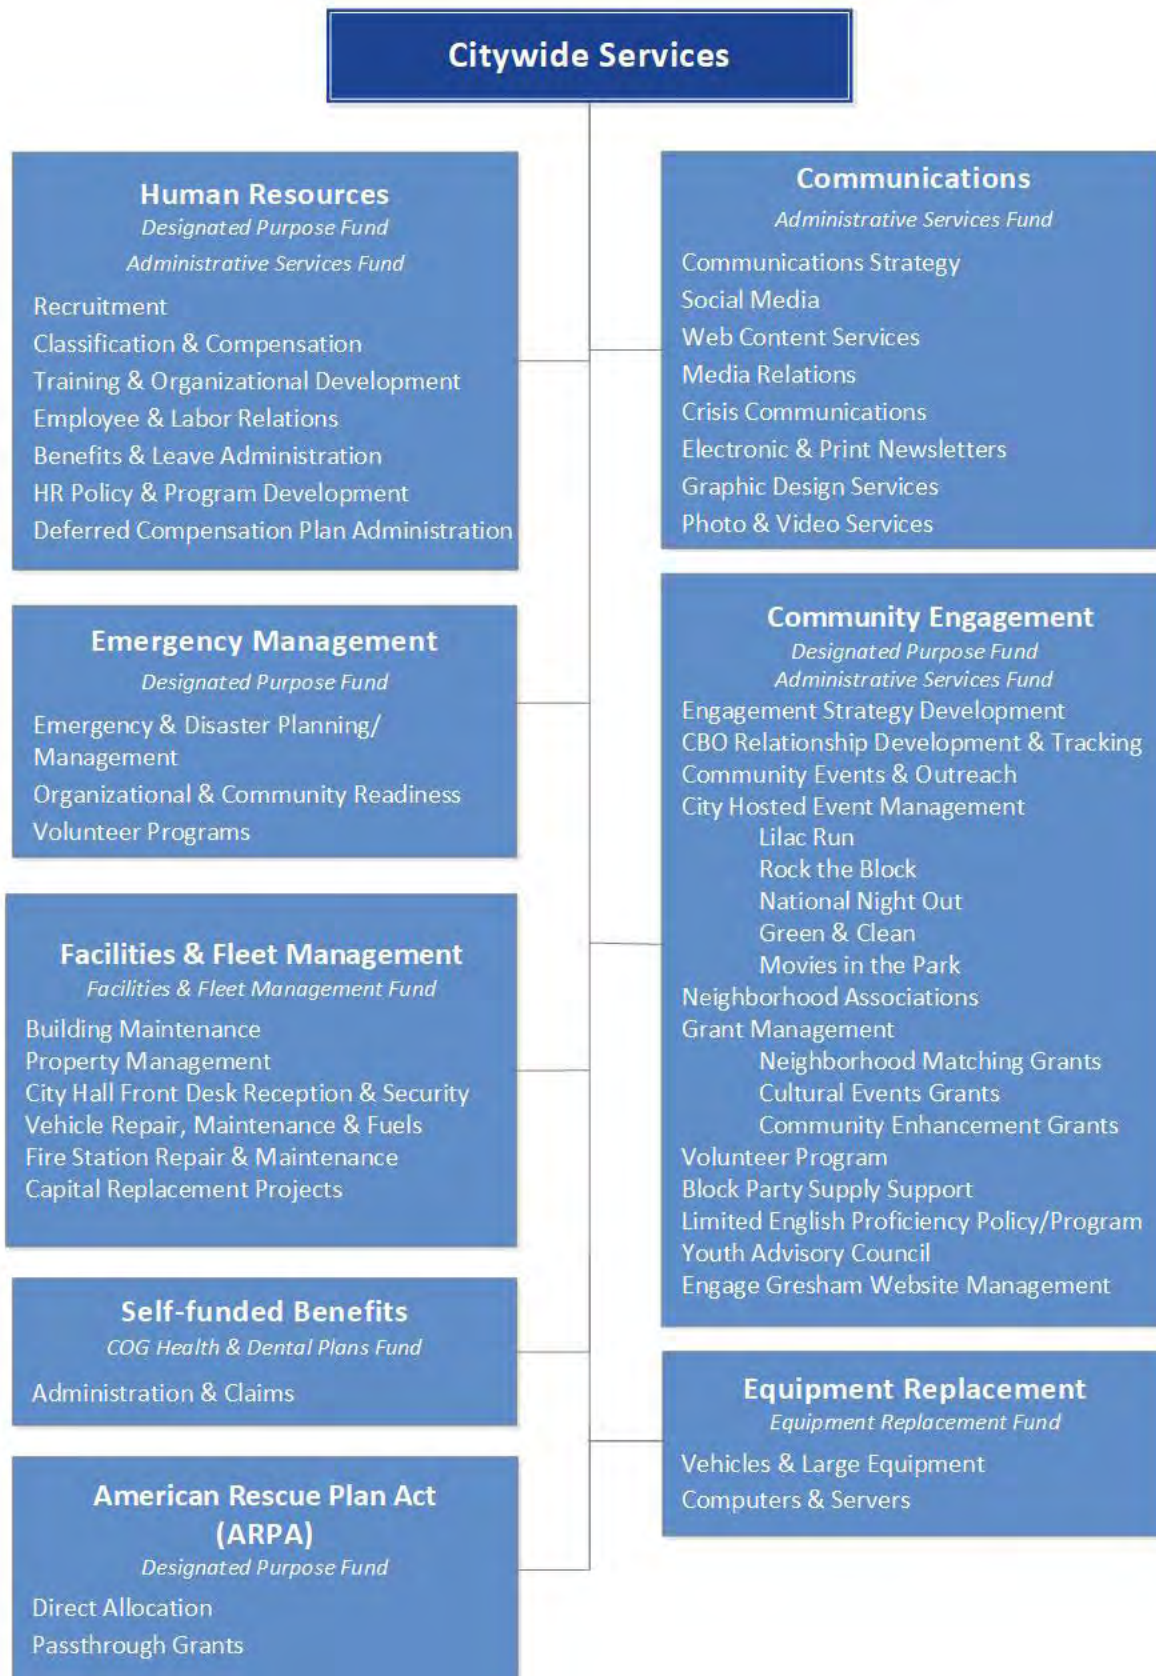 Citywide Services
Human Resources
Designated Purpose Fund
Administrative Services Fund
Recruitment
Classification & Compensation
Training & Organizational Development
Employee & Labor Relations
Benefits & Leave Administration
HR Policy & Program Development
Deferred Compensation Plan Administration
Emergency Management
Designated Purpose Fund
Emergency & Disaster Planning/
Management
Organizational & Community Readiness
Volunteer Programs
Facilities & Fleet Management
Facilities & Fleet Management Fund
Building Maintenance
Property Management
City Hall Front Desk Reception & Security
Vehicle Repair, Maintenance & Fuels
Fire Station Repair & Maintenance
Capital Replacement Projects
Self-funded Benefits
COG Health & Dental Plans Fund
Administration & Claims
American Rescue Plan Act
(ARPA)
Designated Purpose Fund
Direct Allocation
Passthrough Grants
Communications
Administrative Services Fund
Communications Strategy
Social Media
Web Content Services
Media Relations
Crisis Communications
Electronic & Print Newsletters
Graphic Design Services
Photo & Video Services
Community Engagement
Designated Purpose Fund
Administrative Services Fund
Engagement Strategy Development
CBO Relationship Development & Tracking
Community Events & Outreach
City Hosted Event Management
Lilac Run
Rock the Block
National Night Out
Green & Clean
Movies in the Park
Neighborhood Associations
Grant Management
Neighborhood Matching Grants
Cultural Events Grants
Community Enhancement Grants
Volunteer Program
Block Party Supply Support
Limited English Proficiency Policy/Program
Youth Advisory Council
Engage Gresham Website Management
Equipment Replacement
Equipment Replacement Fund
Vehicles & Large Equipment
Computers & Servers